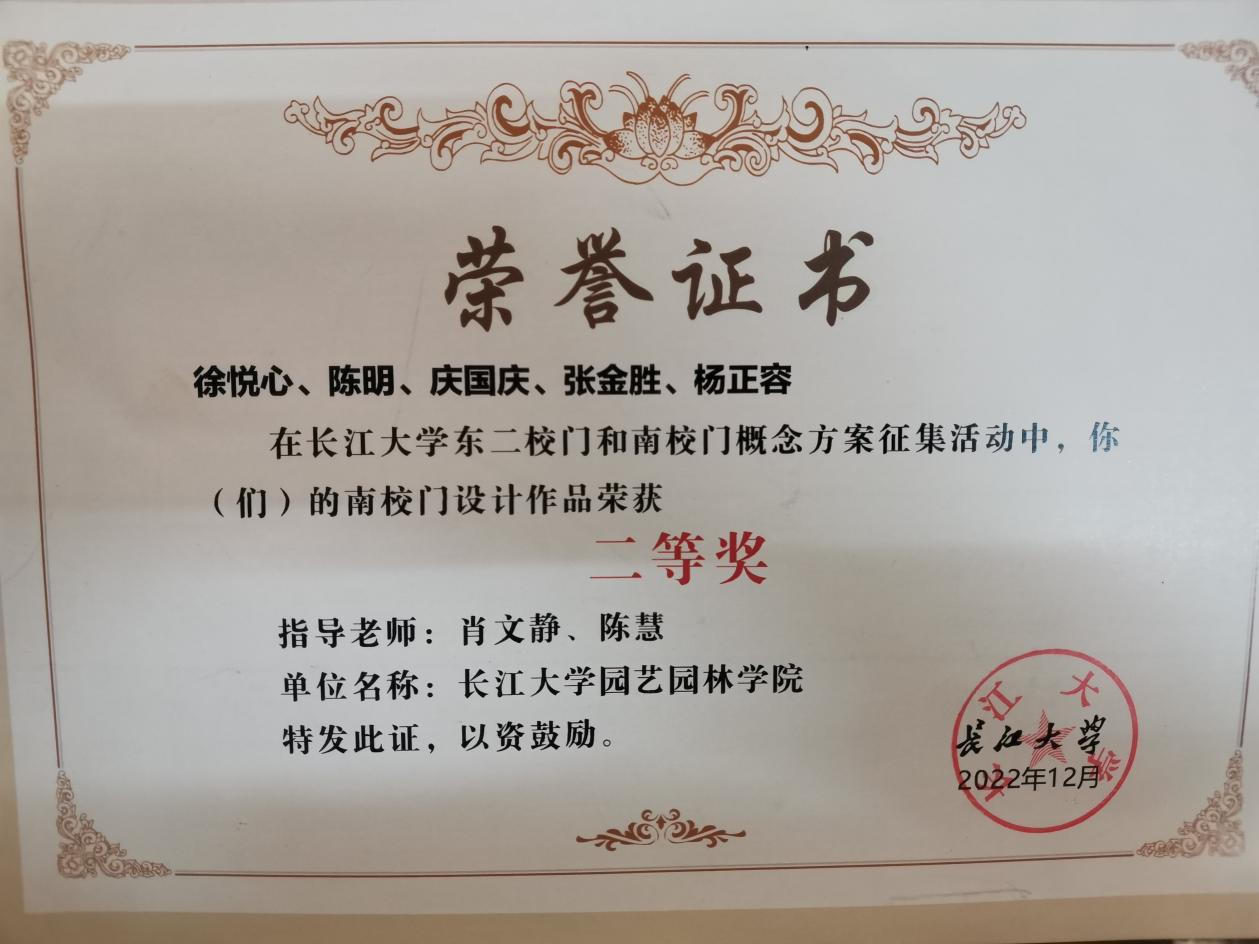 荣誉证书
徐悦心、陈明、庆国庆、张金胜、杨正容
在长江大学东二校门和南校门概念方案征集活动中，你
（们）的南校门设计作品荣获
二等奖
指导老师：肖文静、陈慧
单位名称：长江大学园艺园林学院
特发此证，以资鼓励。
长江大学
长江大学
2022年12月